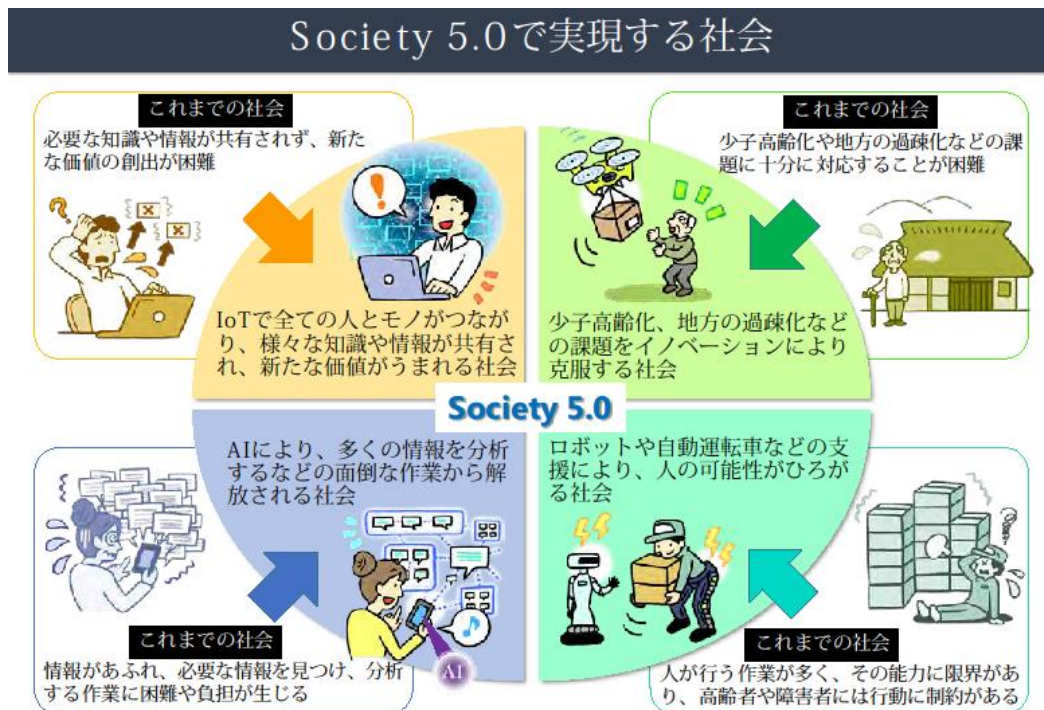 Society 5.0で実現する社会
これまでの社会
必要な知識や情報が共有されず、新た
な価値の創出が困難
IoTで全ての人とモノがつなが
り、様々な知識や情報が共有さ
れ、新たな価値がうまれる社会
これまでの社会
少子高齢化や地方の過疎化などの課
題に十分に対応することが困難
少子高齢化、地方の過疎化など
の課題をイノベーションにより
克服する社会
Society 5.0
AIにより、多くの情報を分析
するなどの面倒な作業から解
放される社会
AI
これまでの社会
情報があふれ、必要な情報を見つけ、分析
する作業に困難や負担が生じる
ロボットや自動運転車などの支
援により、人の可能性がひろが
る社会
これまでの社会
人が行う作業が多く、その能力に限界があ
り、高齢者や障害者には行動に制約がある